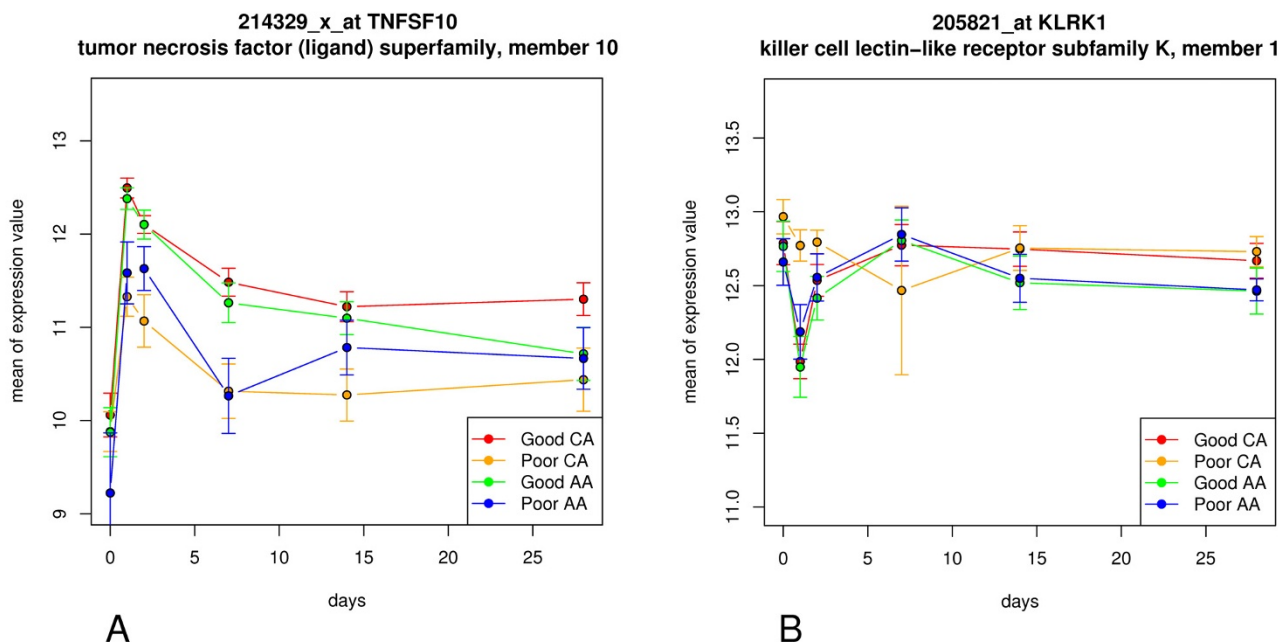 214329_x_at TNFSF10
tumor necrosis factor (ligand) superfamily, member 10
mean of expression value
13
12
11
10
9
0 5 10 15 20 25
days
Good CA
Poor CA
Good AA
Poor AA
A
205821_at KLRK1
killer cell lectin−like receptor subfamily K, member 1
mean of expression value
13.5
13.0
12.5
12.0
11.5
11.0
0 5 10 15 20 25
days
Good CA
Poor CA
Good AA
Poor AA
B